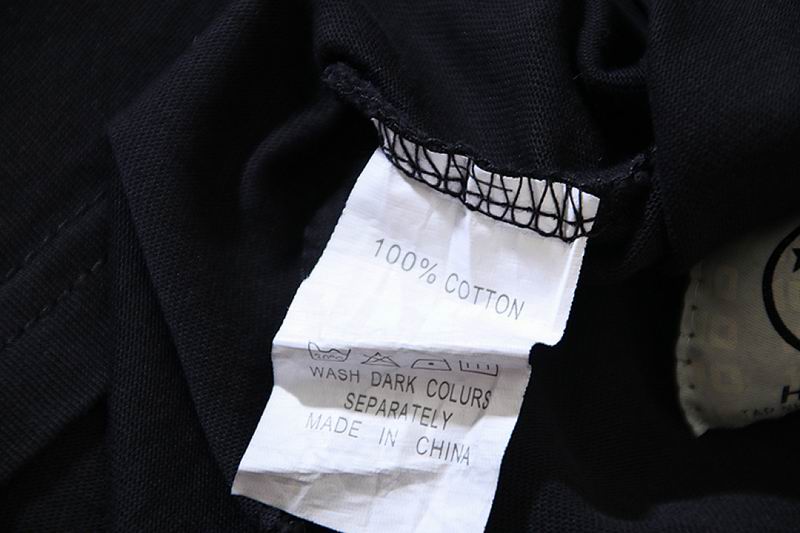 100% COTTON
WASH DARK COLURS
SEPARATELY
MADE IN CHINA
H